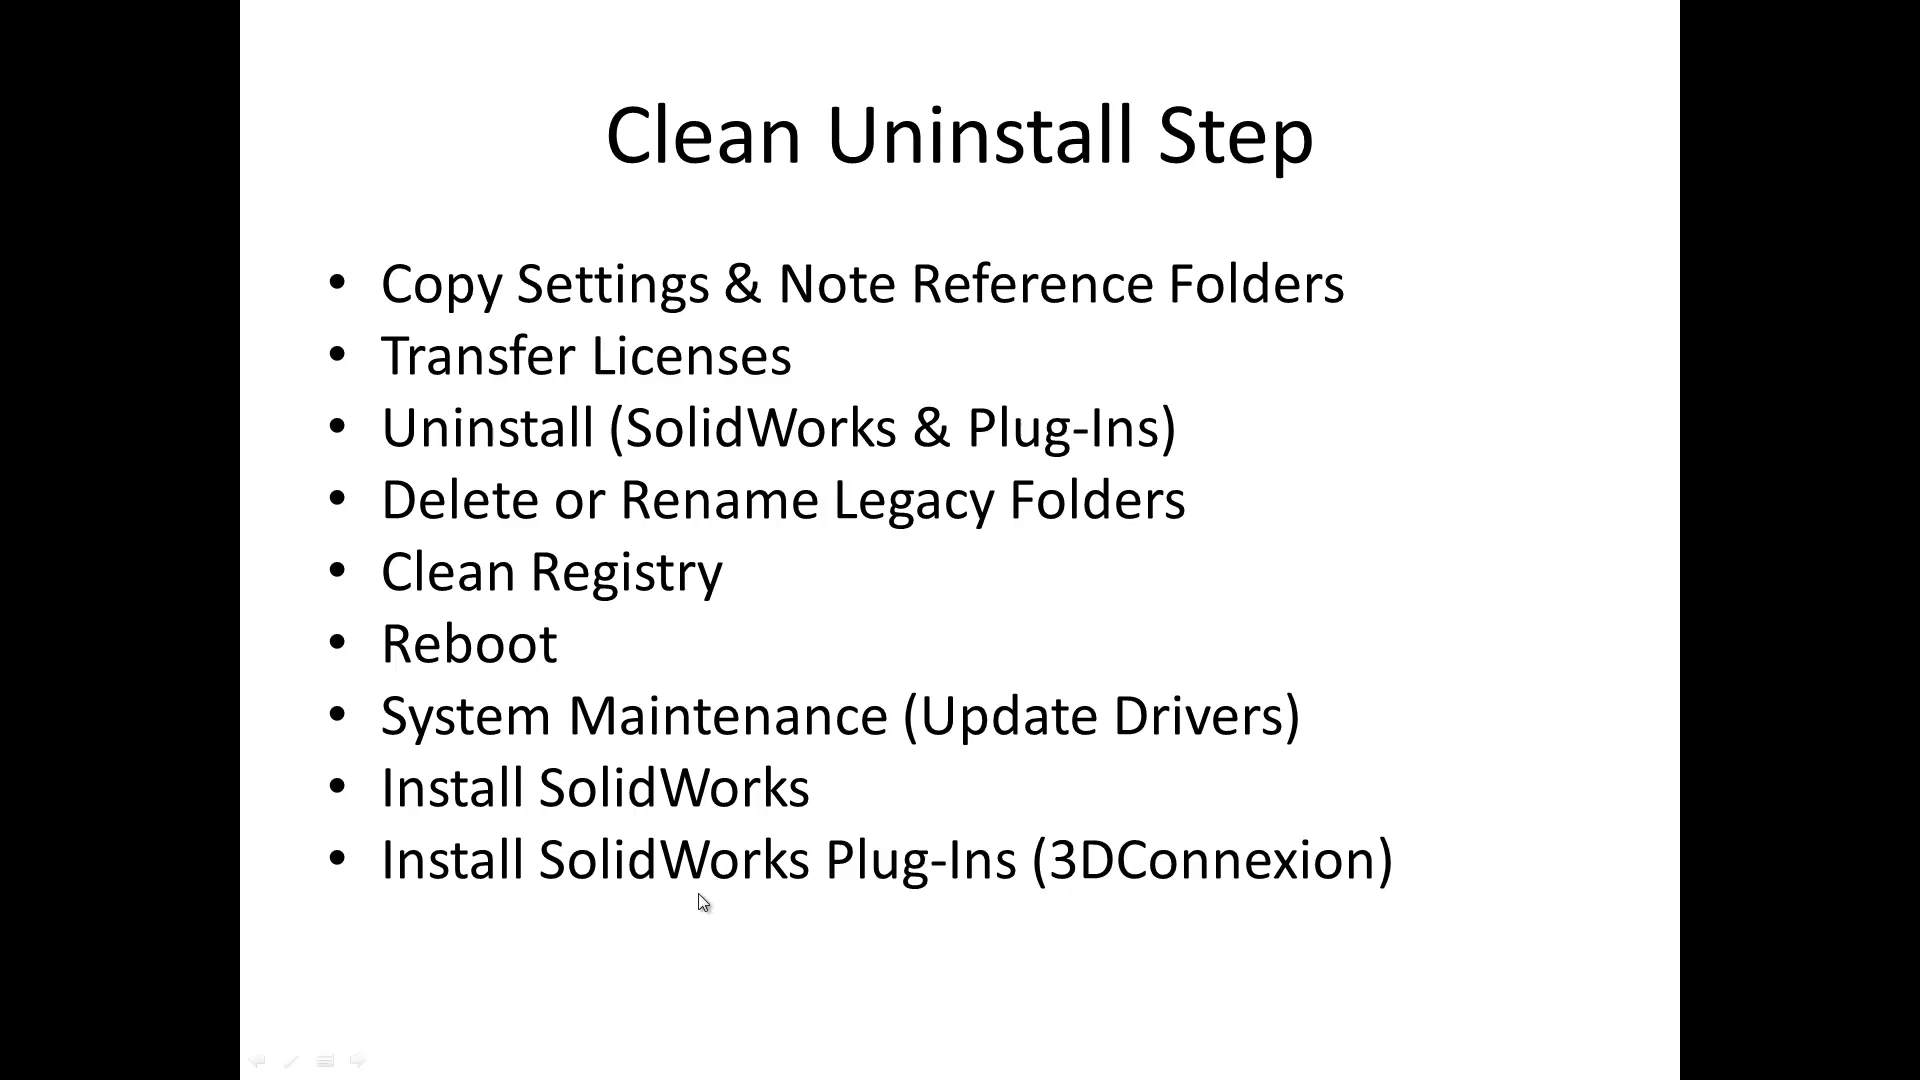 Clean Uninstall Step
• Copy Settings & Note Reference Folders
• Transfer Licenses
• Uninstall (SolidWorks & Plug-Ins)
• Delete or Rename Legacy Folders
• Clean Registry
• Reboot
• System Maintenance (Update Drivers)
• Install SolidWorks
• Install SolidWorks Plug-Ins (3DConnexion)